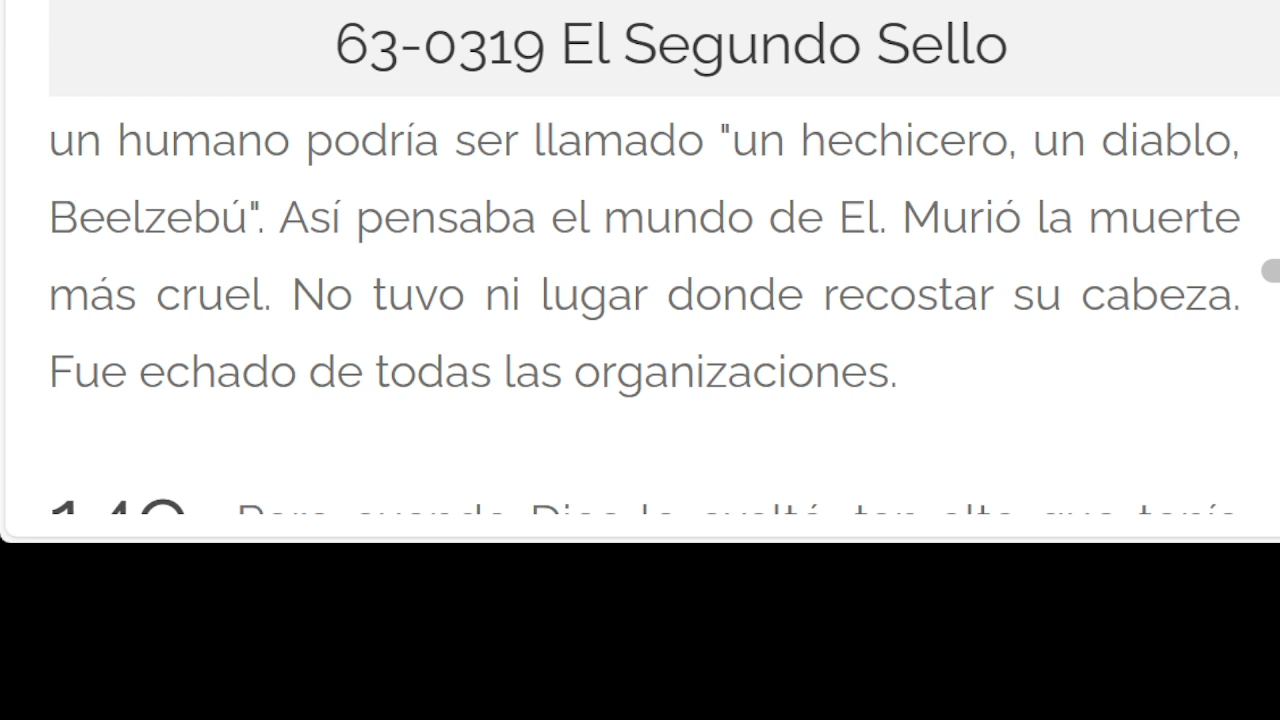 63-0319 El Segundo Sello
un humano podría ser llamado "un hechicero, un diablo,
Beelzebú". Así pensaba el mundo de El. Murió la muerte
más cruel. No tuvo ni lugar donde recostar su cabeza.
Fue echado de todas las organizaciones.